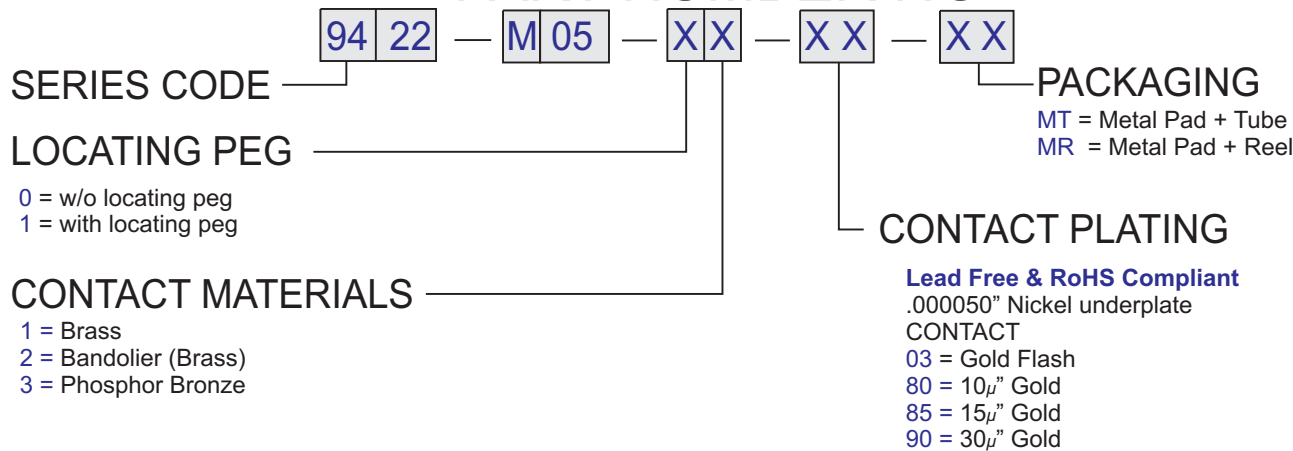 94 22 — M 05 — X X — X X — X X
SERIES CODE
PACKAGING
MT = Metal Pad + Tube
MR = Metal Pad + Reel
LOCATING PEG
0 = w/o locating peg
1 = with locating peg
CONTACT PLATING
Lead Free & RoHS Compliant
.000050” Nickel underplate
CONTACT
03 = Gold Flash
80 = 10µ” Gold
85 = 15µ” Gold
90 = 30µ” Gold
CONTACT MATERIALS
1 = Brass
2 = Bandolier (Brass)
3 = Phosphor Bronze